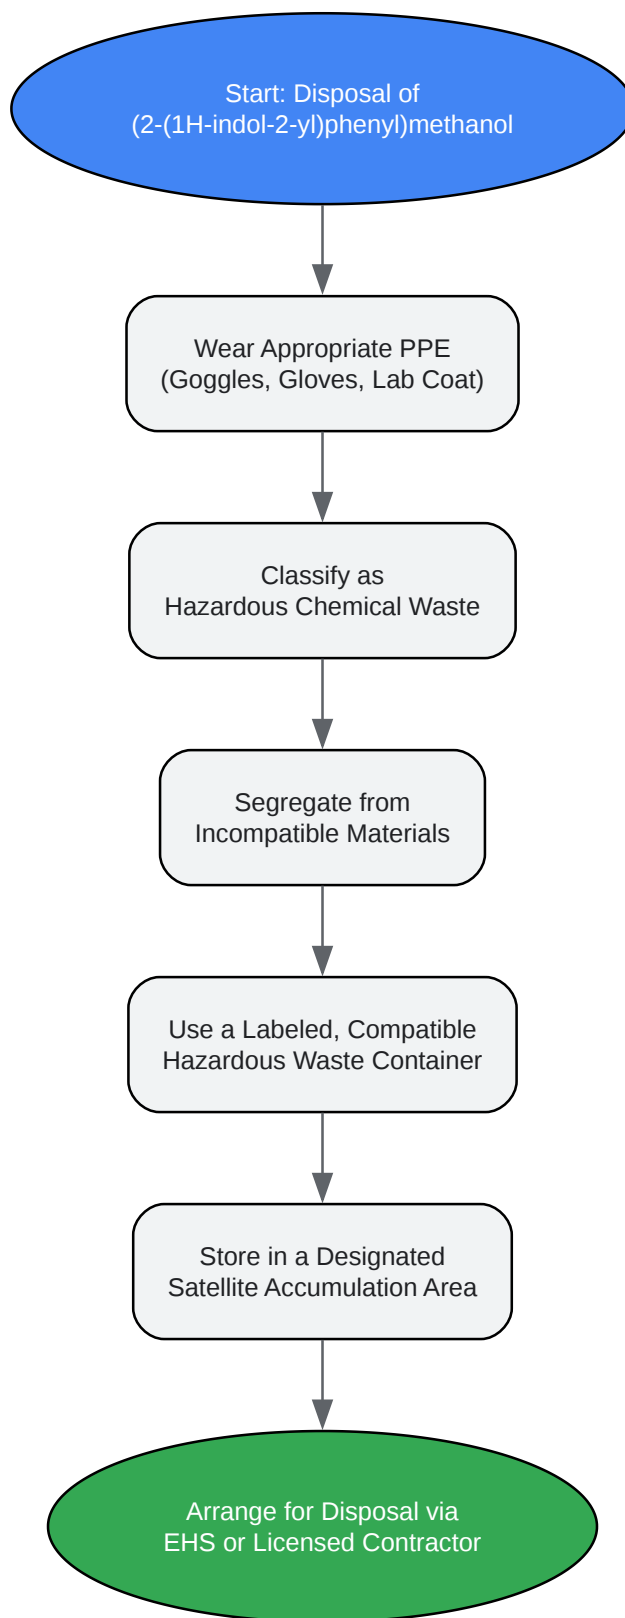 Start: Disposal of
(2-(1H-indol-2-yl)phenyl)methanol
Wear Appropriate PPE
(Goggles, Gloves, Lab Coat)
Classify as
Hazardous Chemical Waste
Segregate from
Incompatible Materials
Use a Labeled, Compatible
Hazardous Waste Container
Store in a Designated
Satellite Accumulation Area
Arrange for Disposal via
EHS or Licensed Contractor